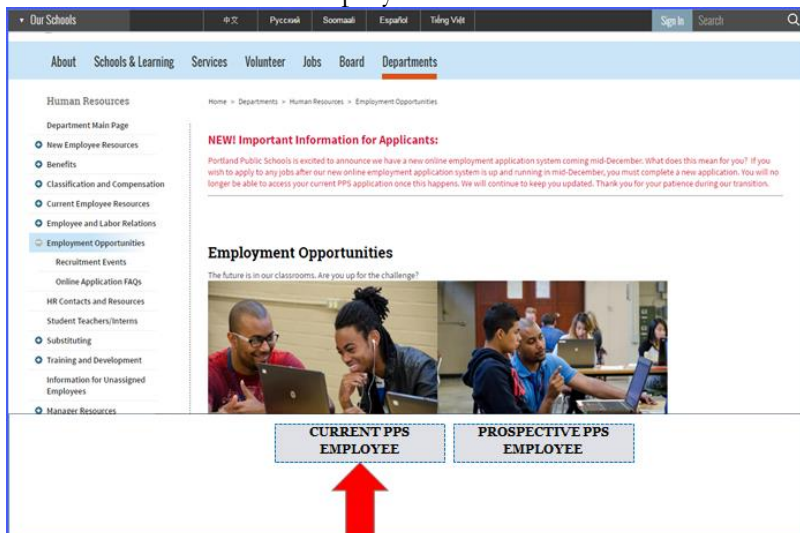 Our Schools
中文 Русский Soomaali Español Tiếng Việt
Sign In Search
About Schools & Learning Services Volunteer Jobs Board Departments
Human Resources
Department Main Page
New Employee Resources
Benefits
Classification and Compensation
Current Employee Resources
Employee and Labor Relations
Employment Opportunities
Recruitment Events
Online Application FAQs
HR Contacts and Resources
Student Teachers/Interns
Substituting
Training and Development
Information for Unassigned
Employees
Manager Resources
Home > Departments > Human Resources > Employment Opportunities
NEW! Important Information for Applicants:
Portland Public Schools is excited to announce we have a new online employment application system coming mid-December. What does this mean for you? If you
wish to apply to any jobs after our new online employment application system is up and running in mid-December, you must complete a new application. You will no
longer be able to access your current PPS application once this happens. We will continue to keep you updated. Thank you for your patience during our transition.
Employment Opportunities
The future is in our classrooms. Are you up for the challenge?
CURRENT PPS
EMPLOYEE
PROSPECTIVE PPS
EMPLOYEE